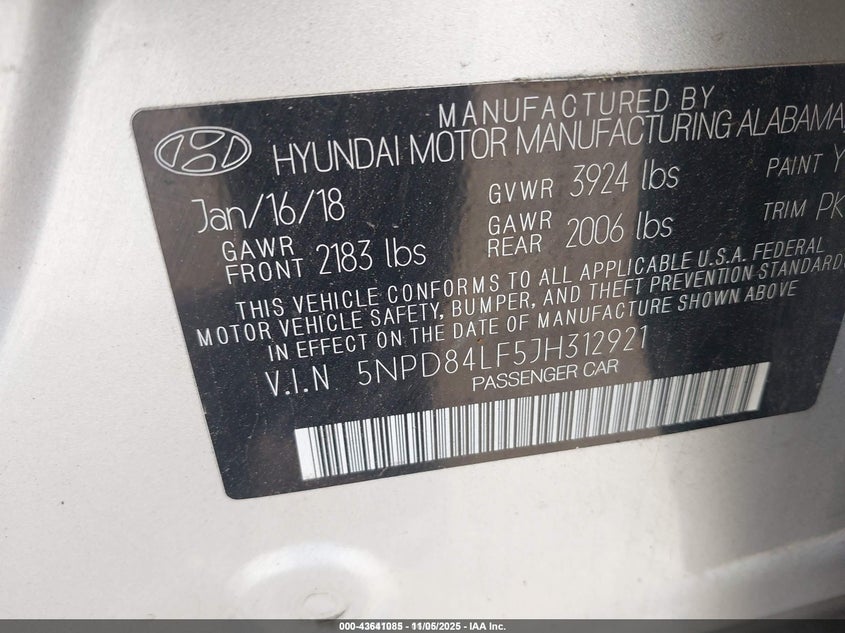 MANUFACTURED BY
HYUNDAI MOTOR MANUFACTURING ALABAMA,
Jan/16/18 GVWR 3924 lbs PAINT Y
GAWR FRONT 2183 lbs GAWR REAR 2006 lbs TRIM PK
THIS VEHICLE CONFORMS TO ALL APPLICABLE U.S.A. FEDERAL
MOTOR VEHICLE SAFETY, BUMPER, AND THEFT PREVENTION STANDARDS
IN EFFECT ON THE DATE OF MANUFACTURE SHOWN ABOVE
V.I.N 5NPD84LF5JH312921
PASSENGER CAR
000-43641085 - 11/05/2025 - IAA Inc.